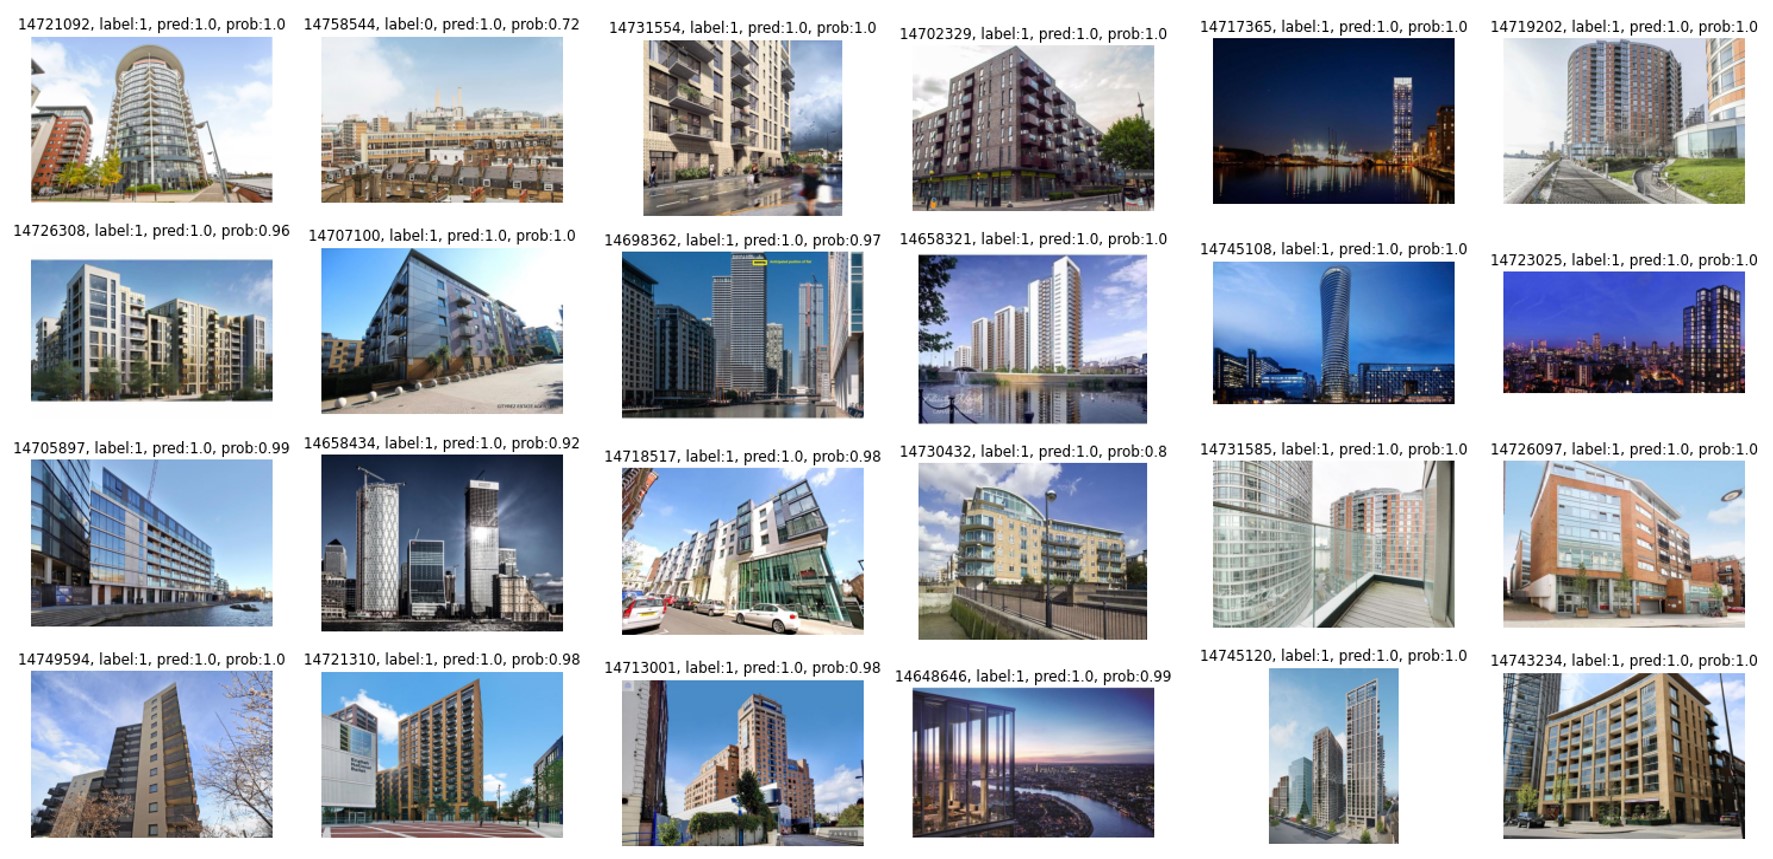 14721092, label:1, pred:1.0, prob:1.0
14758544, label:0, pred:1.0, prob:0.72
14731554, label:1, pred:1.0, prob:1.0
14702329, label:1, pred:1.0, prob:1.0
14717365, label:1, pred:1.0, prob:1.0
14719202, label:1, pred:1.0, prob:1.0
14726308, label:1, pred:1.0, prob:0.96
14707100, label:1, pred:1.0, prob:1.0
14698362, label:1, pred:1.0, prob:0.97
14658321, label:1, pred:1.0, prob:1.0
14745108, label:1, pred:1.0, prob:1.0
14723025, label:1, pred:1.0, prob:1.0
14705897, label:1, pred:1.0, prob:0.99
14658434, label:1, pred:1.0, prob:0.92
14718517, label:1, pred:1.0, prob:0.98
14730432, label:1, pred:1.0, prob:0.8
14731585, label:1, pred:1.0, prob:1.0
14726097, label:1, pred:1.0, prob:1.0
14749594, label:1, pred:1.0, prob:1.0
14721310, label:1, pred:1.0, prob:0.98
English
National
Ballet
14713001, label:1, pred:1.0, prob:0.98
14648646, label:1, pred:1.0, prob:0.99
14745120, label:1, pred:1.0, prob:1.0
14743234, label:1, pred:1.0, prob:1.0